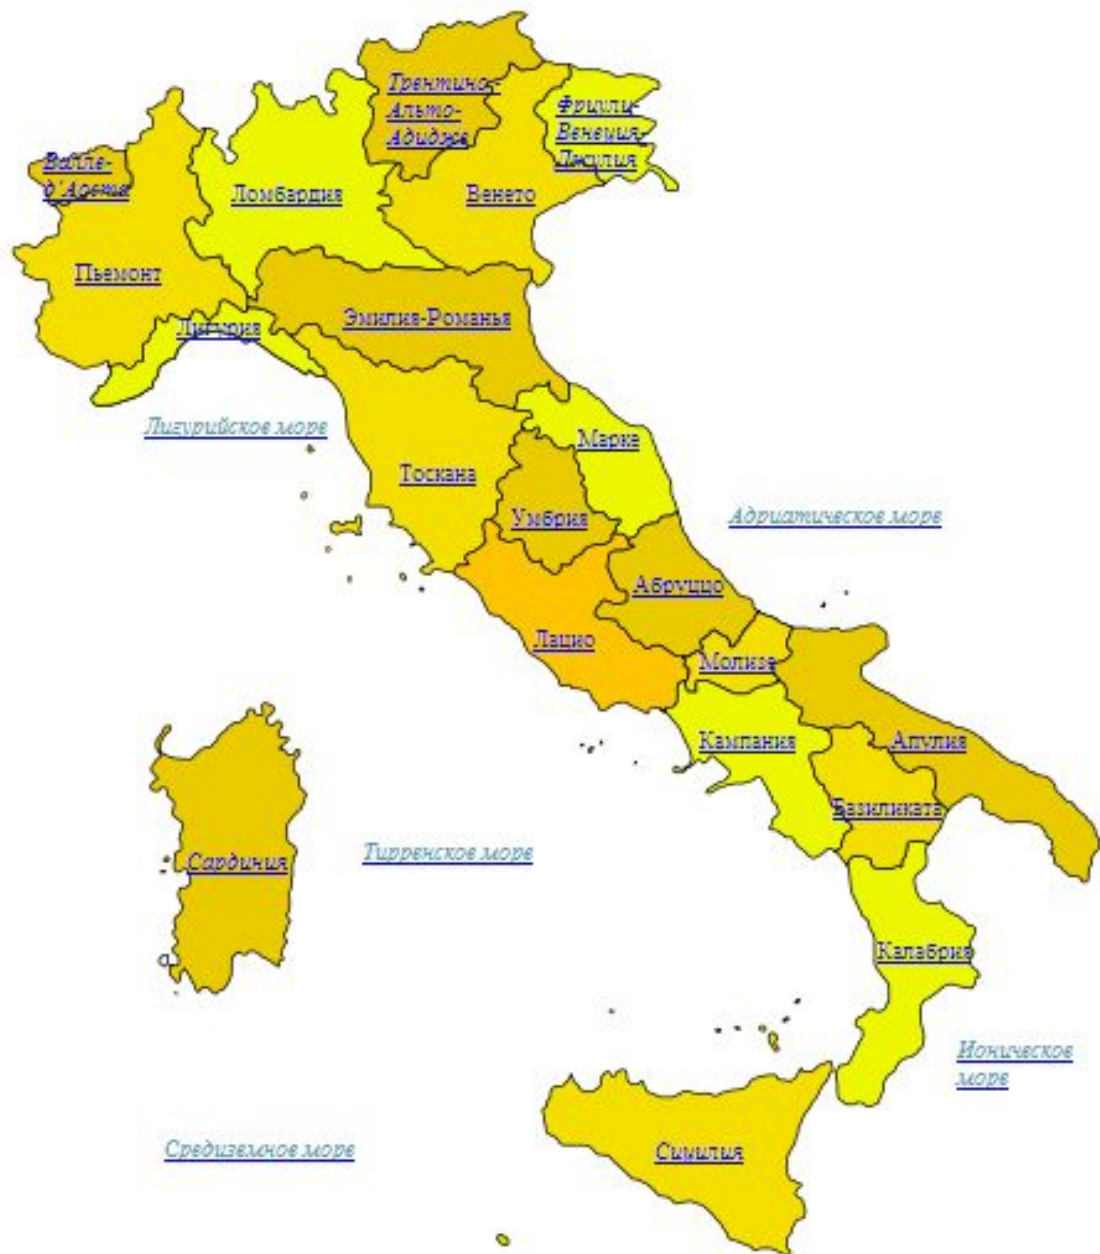 Трентино-
Альто-
Адидже
Фриули-
Венеция-
Джулия
Валле-
д'Аоста
Ломбардия
Венето
Пьемонт
Эмилия-Романья
Лигурия
Лигурийское море
Марке
Тоскана
Умбрия
Адриатическое море
Абруццо
Лацио
Молизе
Кампания
Апулия
Базиликата
Сардиния
Тирренское море
Калабрия
Ионическое
море
Средиземное море
Сицилия